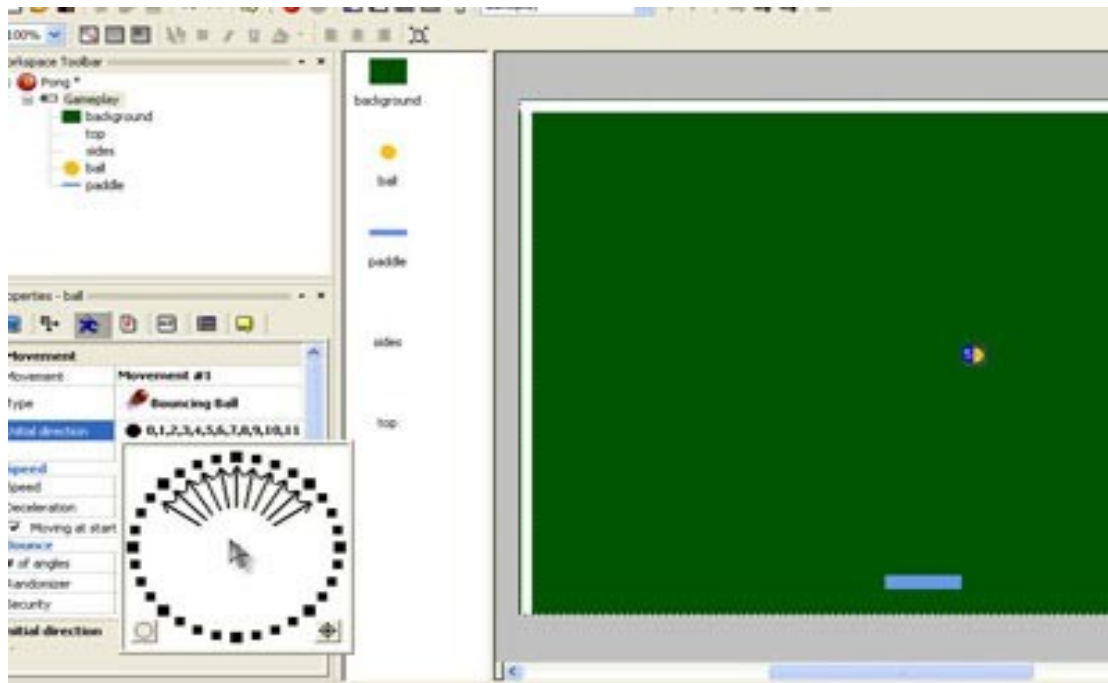 100%
Workspace Toolbar
Pong *
Gameplay
background
top
sides
ball
paddle
background
ball
paddle
sides
top
Properties - ball
Movement
Movement Movement #1
Type Bouncing Ball
Initial direction 0,1,2,3,4,5,6,7,8,9,10,11
Speed
Speed
Deceleration
Moving at start
Bounce
# of angles
Randomizer
Security
Initial direction